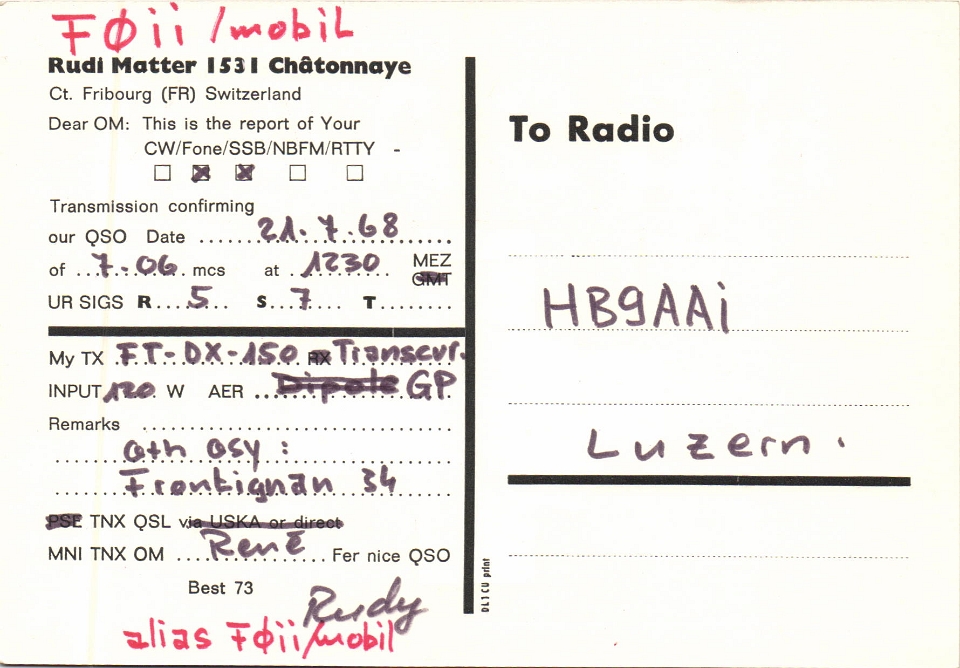 FØii /mobil
Rudi Matter 1531 Châtonnaye
Ct. Fribourg (FR) Switzerland
Dear OM: This is the report of Your
CW/Fone/SSB/NBFM/RTTY -
Transmission confirming
our QSO Date 21.7.68
of 7.06 mcs at 1230 MEZ
GMT
UR SIGS R 5 S 7 T
My TX FT-DX-150 RX Transcvr.
INPUT 120 W AER Dipole GP
Remarks
Qth Qsy :
Frontignan 34
PSE TNX QSL via USKA or direct
MNI TNX OM René Fer nice QSO
Best 73
Rudy
alias FØii/mobil
To Radio
HB9AAi
Luzern.
DL1CU print